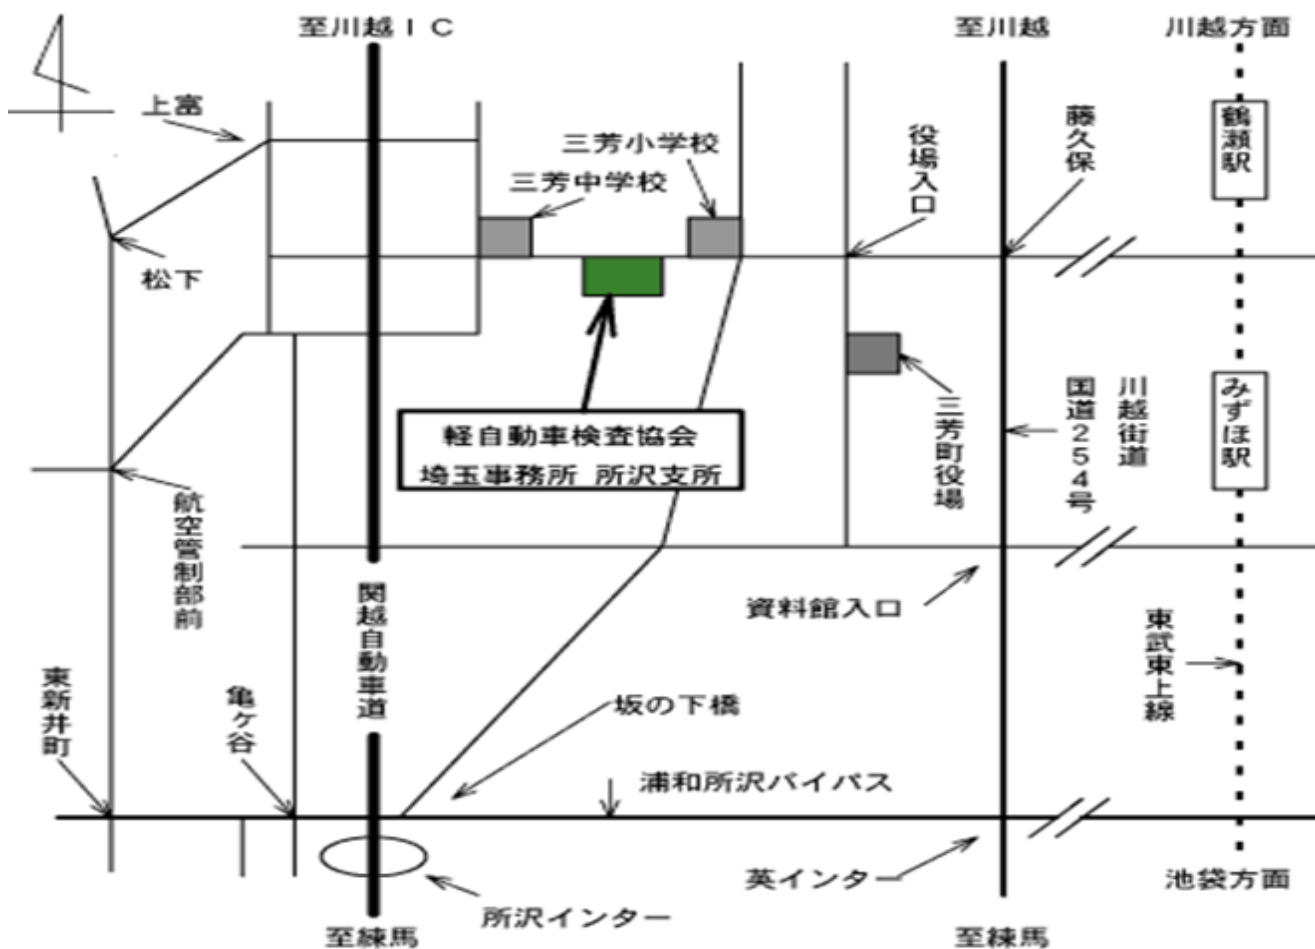 至川越ＩＣ
至川越
川越方面
上富
三芳小学校
三芳中学校
役場入口
藤久保
鶴瀬駅
松下
軽自動車検査協会
埼玉事務所 所沢支所
三芳町役場
国道２５４号
川越街道
みずほ駅
航空管制部前
関越自動車道
資料館入口
東武東上線
東新井町
亀ヶ谷
坂の下橋
浦和所沢バイパス
英インター
池袋方面
所沢インター
至練馬
至練馬